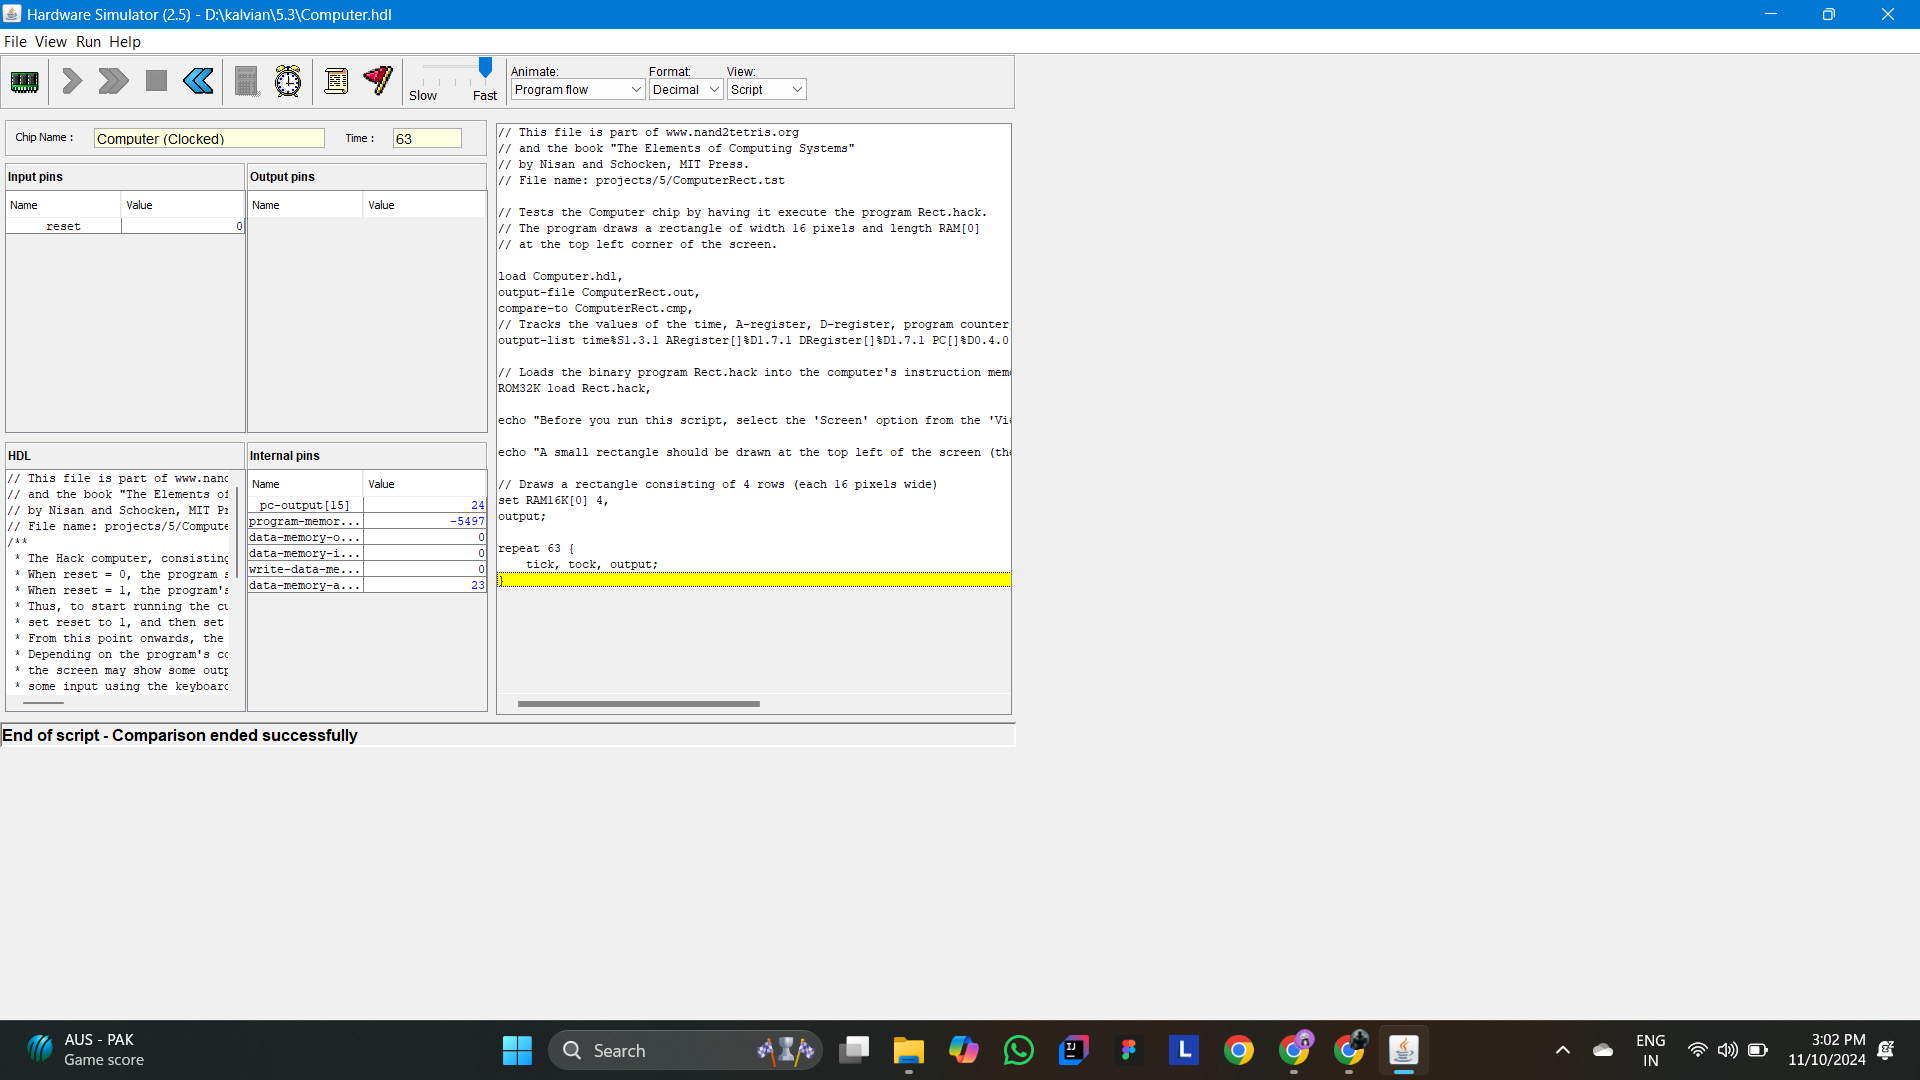 Hardware Simulator (2.5) - D:\kalvian\5.3\Computer.hdl
File View Run Help
Slow Fast
Animate: Format: View:
Program flow Decimal Script
Chip Name : Computer (Clocked) Time : 63
Input pins
Name Value
reset 0
Output pins
Name Value
HDL
// This file is part of www.nand
// and the book "The Elements of
// by Nisan and Schocken, MIT Pr
// File name: projects/5/Compute
/**
* The Hack computer, consisting
* When reset = 0, the program s
* When reset = 1, the program's
* Thus, to start running the cu
* set reset to 1, and then set
* From this point onwards, the
* Depending on the program's co
* the screen may show some outp
* some input using the keyboard
Internal pins
Name Value
pc-output[15] 24
program-memor... -5497
data-memory-o... 0
data-memory-i... 0
write-data-me... 0
data-memory-a... 23
// This file is part of www.nand2tetris.org
// and the book "The Elements of Computing Systems"
// by Nisan and Schocken, MIT Press.
// File name: projects/5/ComputerRect.tst
// Tests the Computer chip by having it execute the program Rect.hack.
// The program draws a rectangle of width 16 pixels and length RAM[0]
// at the top left corner of the screen.
load Computer.hdl,
output-file ComputerRect.out,
compare-to ComputerRect.cmp,
// Tracks the values of the time, A-register, D-register, program counter,
output-list time%S1.3.1 ARegister[]%D1.7.1 DRegister[]%D1.7.1 PC[]%D0.4.0
// Loads the binary program Rect.hack into the computer's instruction memo
ROM32K load Rect.hack,
echo "Before you run this script, select the 'Screen' option from the 'Vie
echo "A small rectangle should be drawn at the top left of the screen (the
// Draws a rectangle consisting of 4 rows (each 16 pixels wide)
set RAM16K[0] 4,
output;
repeat 63 {
tick, tock, output;
}
End of script - Comparison ended successfully
AUS - PAK
Game score
Search
ENG
IN
3:02 PM
11/10/2024